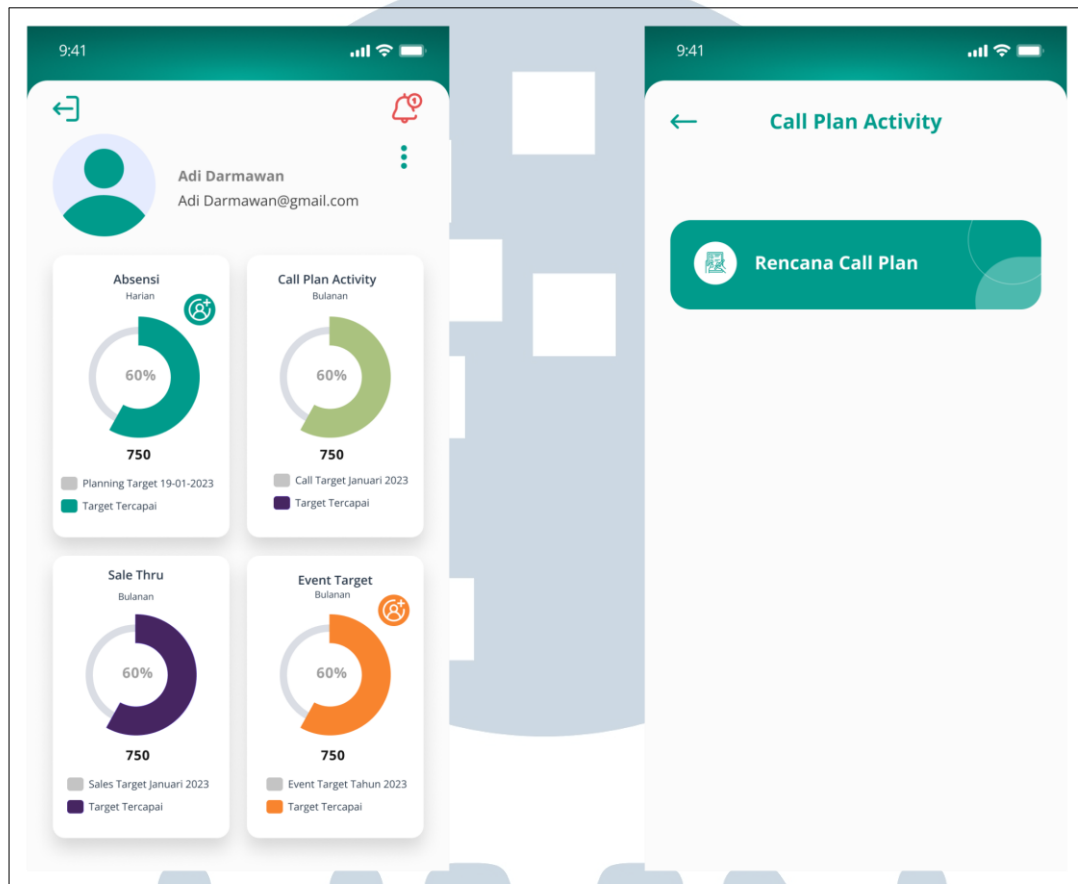 9:41
1
Adi Darmawan
Adi Darmawan@gmail.com
Absensi
Harian
60%
750
Planning Target 19-01-2023
Target Tercapai
Call Plan Activity
Bulanan
60%
750
Call Target Januari 2023
Target Tercapai
Sale Thru
Bulanan
60%
750
Sales Target Januari 2023
Target Tercapai
Event Target
Bulanan
60%
750
Event Target Tahun 2023
Target Tercapai
9:41
Call Plan Activity
Rencana Call Plan